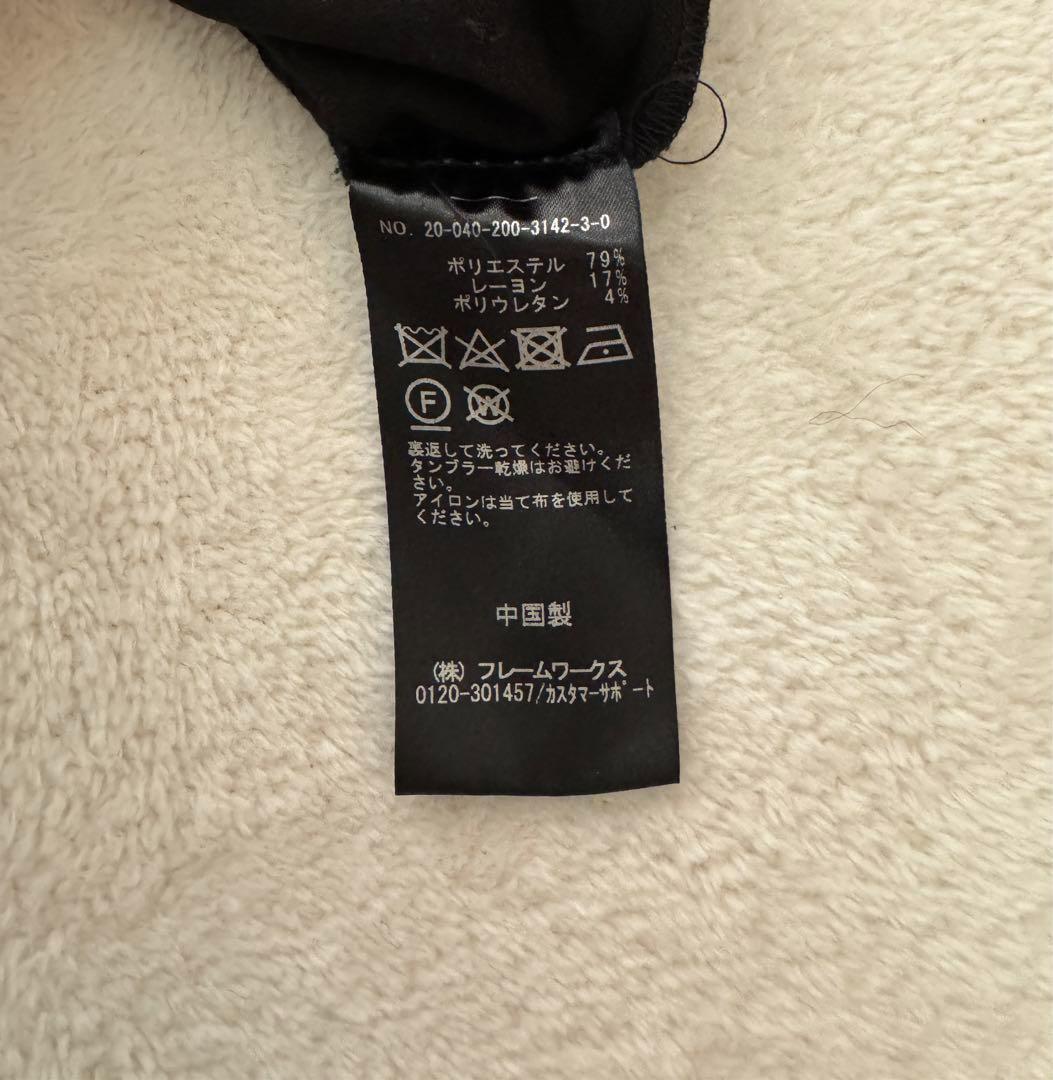 NO. 20-040-200-3142-3-0
ポリエステル 79%
レーヨン 17%
ポリウレタン 4%
F
W
裏返して洗ってください。
タンブラー乾燥はお避けくだ
さい。
アイロンは当て布を使用して
ください。
中国製
(株) フレームワークス
0120-301457/カスタマーサポート